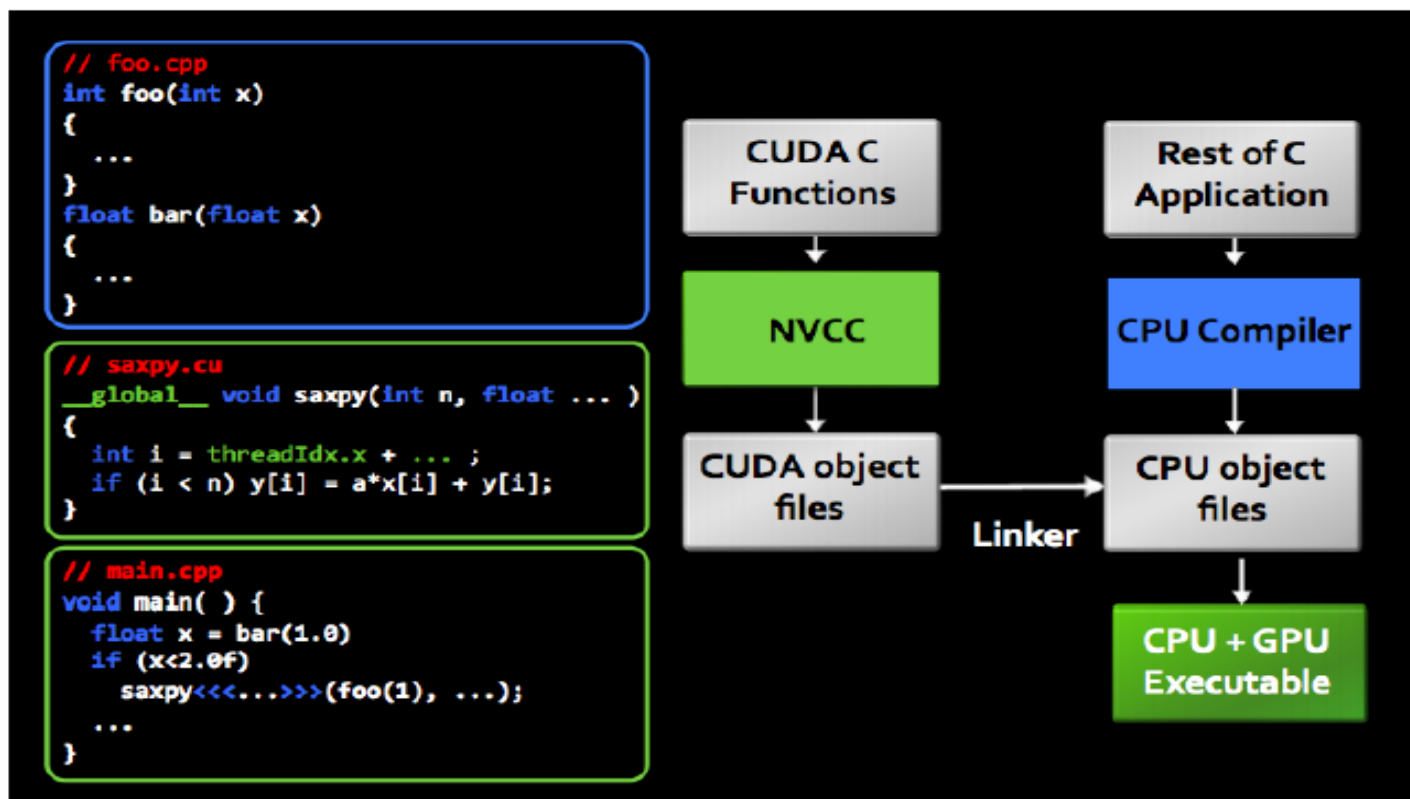 // foo.cpp
int foo(int x)
{
...
}
float bar(float x)
{
...
}
// saxpy.cu
__global__ void saxpy(int n, float ... )
{
int i = threadIdx.x + ... ;
if (i < n) y[i] = a*x[i] + y[i];
}
// main.cpp
void main( ) {
float x = bar(1.0)
if (x<2.0f)
saxpy<<<...>>>(foo(1), ...);
...
}
CUDA C
Functions
NVCC
CUDA object
files
Linker
Rest of C
Application
CPU Compiler
CPU object
files
CPU + GPU
Executable